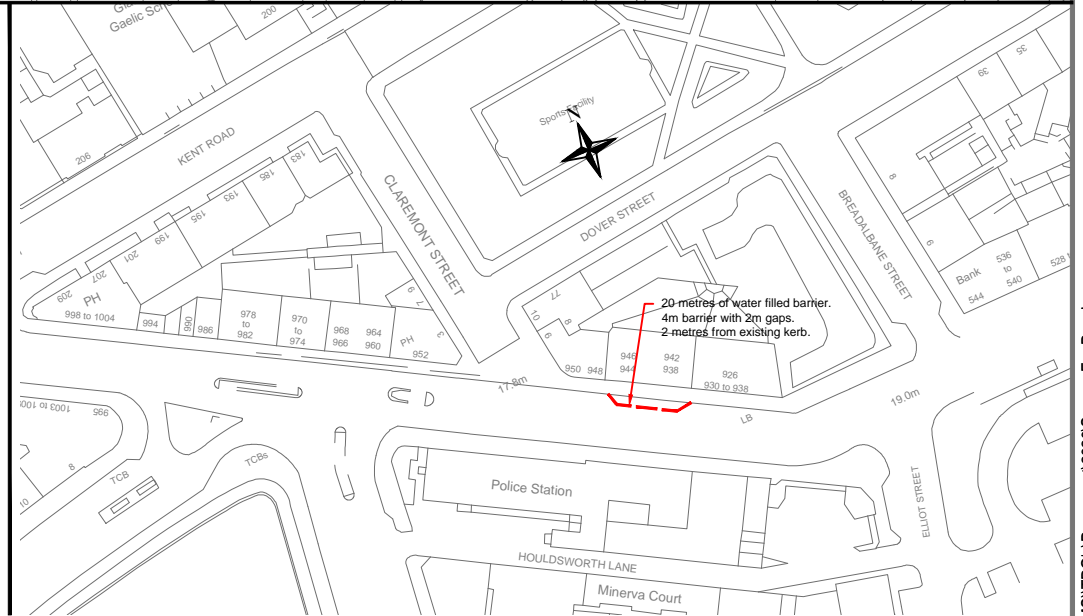 Gaelic Sch
200
206
KENT ROAD
183
185
193
195
199
201
207
209
PH
998 to 1004
994
990
986
978
to
982
970
to
974
968
966
964
960
PH
952
3
7
9
CLAREMONT STREET
Sports Facility
N
DOVER STREET
BREADALBANE STREET
35
39
8
6
Bank
536
to
540
544
528
77
10
8
6
20 metres of water filled barrier.
4m barrier with 2m gaps.
2 metres from existing kerb.
950
948
946
944
942
938
926
930 to 938
17.8m
LB
19.0m
995
8
10
TCB
TCBs
Police Station
ELLIOT STREET
HOULDSWORTH LANE
Minerva Court